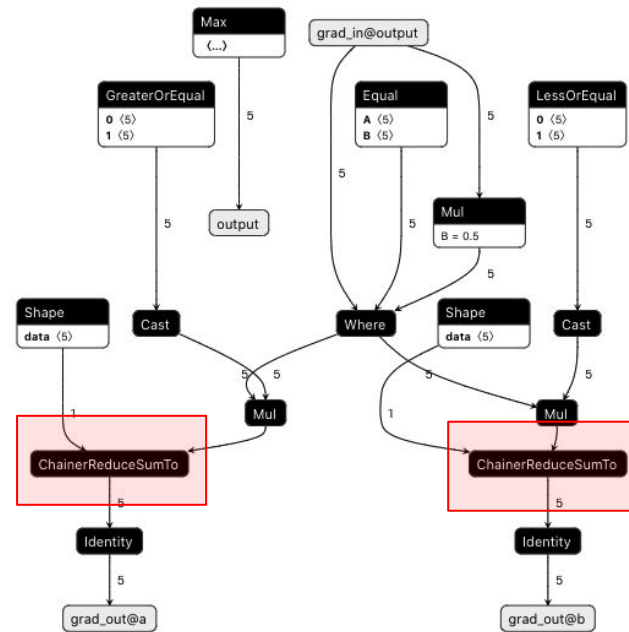 Max
⟨...⟩
grad_in@output
GreaterOrEqual
0 ⟨5⟩
1 ⟨5⟩
5
Equal
A ⟨5⟩
B ⟨5⟩
LessOrEqual
0 ⟨5⟩
1 ⟨5⟩
5
5
Mul
B = 0.5
output
5
5
5
5
5
Shape
data ⟨5⟩
Cast
Where
Shape
data ⟨5⟩
Cast
5
5
5
5
1
Mul
1
Mul
ChainerReduceSumTo
ChainerReduceSumTo
5
5
Identity
Identity
5
5
grad_out@a
grad_out@b